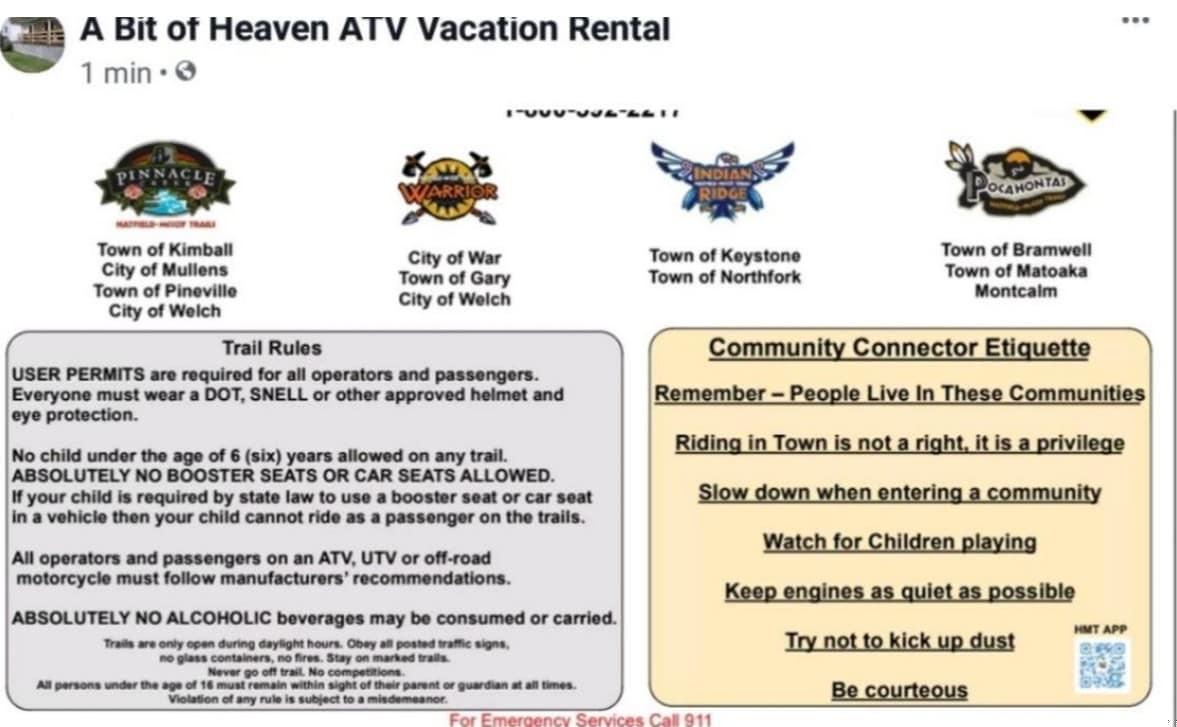 A Bit of Heaven ATV Vacation Rental
1 min
PINNACLE
HATFIELD-MCCOY TRAILS
WARRIOR
INDIAN
RIDGE
POCAHONTAS
Town of Kimball
City of Mullens
Town of Pineville
City of Welch
City of War
Town of Gary
City of Welch
Town of Keystone
Town of Northfork
Town of Bramwell
Town of Matoaka
Montcalm
Trail Rules
USER PERMITS are required for all operators and passengers.
Everyone must wear a DOT, SNELL or other approved helmet and
eye protection.
No child under the age of 6 (six) years allowed on any trail.
ABSOLUTELY NO BOOSTER SEATS OR CAR SEATS ALLOWED.
If your child is required by state law to use a booster seat or car seat
in a vehicle then your child cannot ride as a passenger on the trails.
All operators and passengers on an ATV, UTV or off-road
motorcycle must follow manufacturers’ recommendations.
ABSOLUTELY NO ALCOHOLIC beverages may be consumed or carried.
Trails are only open during daylight hours. Obey all posted traffic signs,
no glass containers, no fires. Stay on marked trails.
Never go off trail. No competitions.
All persons under the age of 16 must remain within sight of their parent or guardian at all times.
Violation of any rule is subject to a misdemeanor.
Community Connector Etiquette
Remember – People Live In These Communities
Riding in Town is not a right, it is a privilege
Slow down when entering a community
Watch for Children playing
Keep engines as quiet as possible
Try not to kick up dust
HMT APP
Be courteous
For Emergency Services Call 911